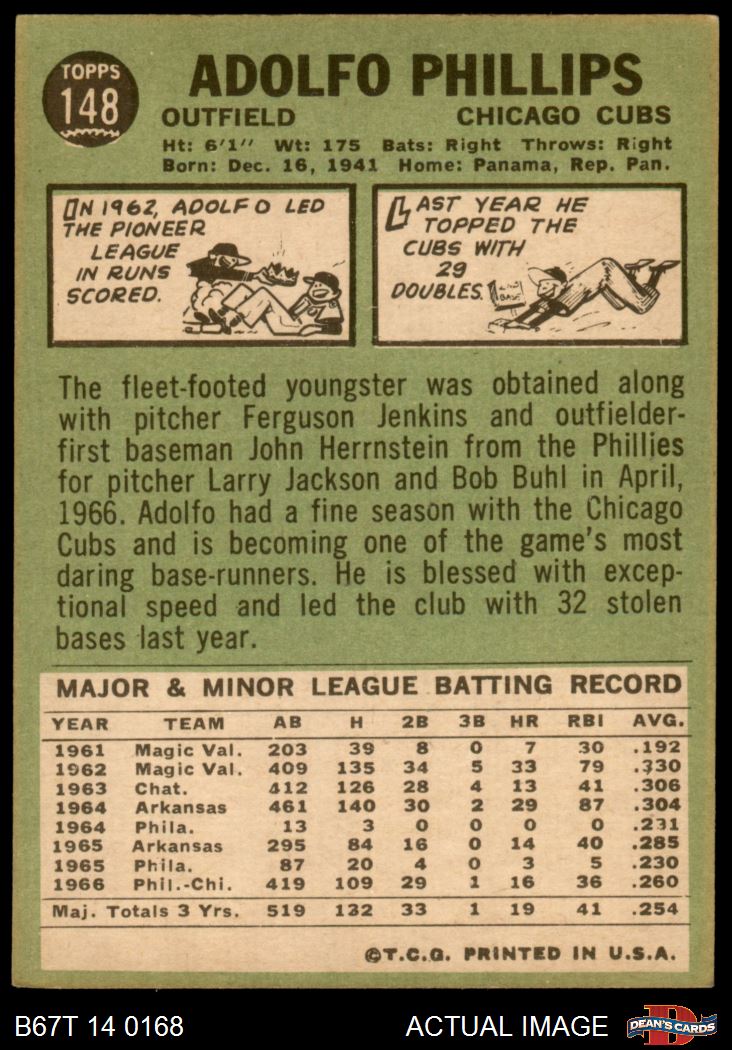 TOPPS
148
ADOLFO PHILLIPS
OUTFIELD CHICAGO CUBS
Ht: 6'1" Wt: 175 Bats: Right Throws: Right
Born: Dec. 16, 1941 Home: Panama, Rep. Pan.
IN 1962, ADOLFO LED
THE PIONEER
LEAGUE
IN RUNS
SCORED.
LAST YEAR HE
TOPPED THE
CUBS WITH
29
DOUBLES.
The fleet-footed youngster was obtained along
with pitcher Ferguson Jenkins and outfielder-
first baseman John Herrnstein from the Phillies
for pitcher Larry Jackson and Bob Buhl in April,
1966. Adolfo had a fine season with the Chicago
Cubs and is becoming one of the game's most
daring base-runners. He is blessed with excep-
tional speed and led the club with 32 stolen
bases last year.
MAJOR & MINOR LEAGUE BATTING RECORD
YEAR TEAM AB H 2B 3B HR RBI AVG.
1961 Magic Val. 203 39 8 0 7 30 .192
1962 Magic Val. 409 135 34 5 33 79 .330
1963 Chat. 412 126 28 4 13 41 .306
1964 Arkansas 461 140 30 2 29 87 .304
1964 Phila. 13 3 0 0 0 0 .231
1965 Arkansas 295 84 16 0 14 40 .285
1965 Phila. 87 20 4 0 3 5 .230
1966 Phil.-Chi. 419 109 29 1 16 36 .260
Maj. Totals 3 Yrs. 519 132 33 1 19 41 .254
©T.C.G. PRINTED IN U.S.A.
B67T 14 0168 ACTUAL IMAGE
DEAN'S CARDS